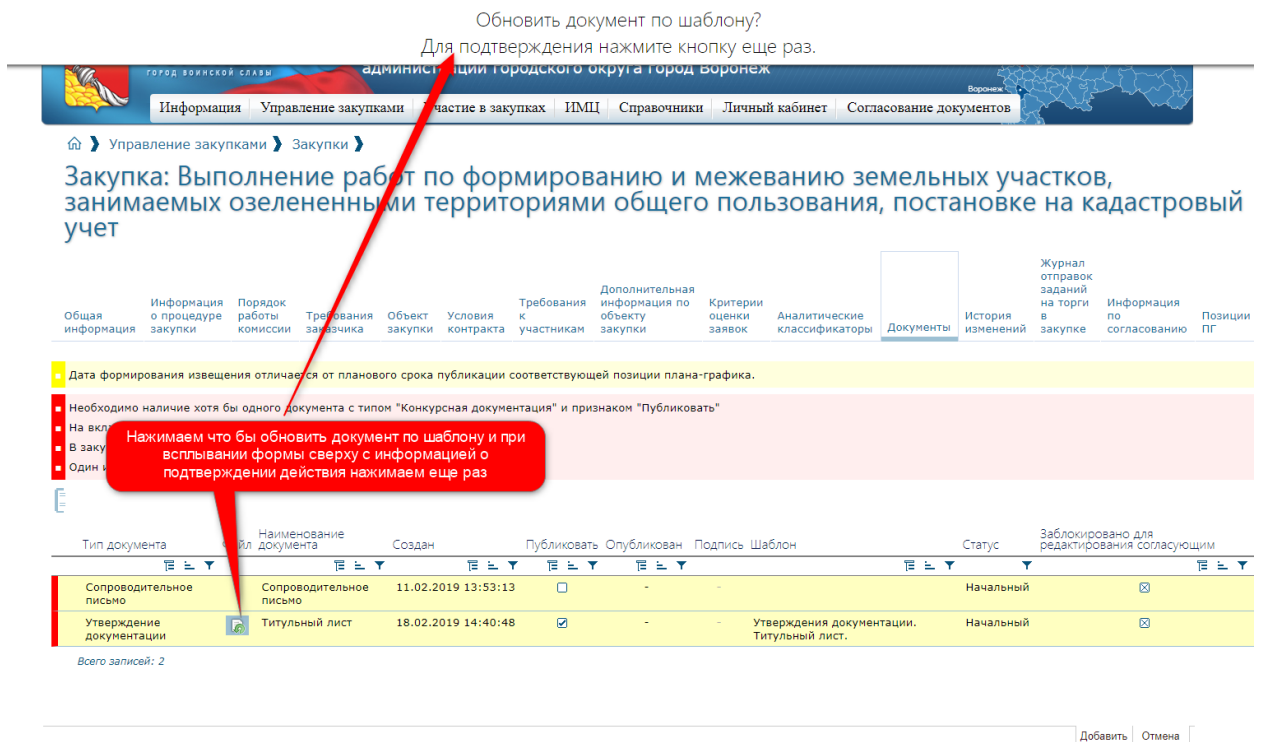 Обновить документ по шаблону?
Для подтверждения нажмите кнопку еще раз.
ГОРОД ВОИНСКОЙ СЛАВЫ
администрации городского округа город Воронеж
Воронеж
Информация Управление закупками Участие в закупках ИМЦ Справочники Личный кабинет Согласование документов
Управление закупками Закупки
Закупка: Выполнение работ по формированию и межеванию земельных участков,
занимаемых озелененными территориями общего пользования, постановке на кадастровый
учет
Общая
информация
Информация
о процедуре
закупки
Порядок
работы
комиссии
Требования
заказчика
Объект
закупки
Условия
контракта
Требования
к
участникам
Дополнительная
информация по
объекту
закупки
Критерии
оценки
заявок
Аналитические
классификаторы
Документы
История
изменений
Журнал
отправок
заданий
на торги
в
закупке
Информация
по
согласованию
Позиции
ПГ
Дата формирования извещения отличается от планового срока публикации соответствующей позиции плана-графика.
Необходимо наличие хотя бы одного документа с типом "Конкурсная документация" и признаком "Публиковать"
На вкл
В заку
Один и
Нажимаем что бы обновить документ по шаблону и при
всплывании формы сверху с информацией о
подтверждении действия нажимаем еще раз
Тип документа Файл Наименование
документа Создан Публиковать Опубликован Подпись Шаблон Статус Заблокировано для
редактирования согласующим
Сопроводительное
письмо Сопроводительное
письмо 11.02.2019 13:53:13 - - Начальный
Утверждение
документации Титульный лист 18.02.2019 14:40:48 - - Утверждения документации.
Титульный лист. Начальный
Всего записей: 2
Добавить Отмена